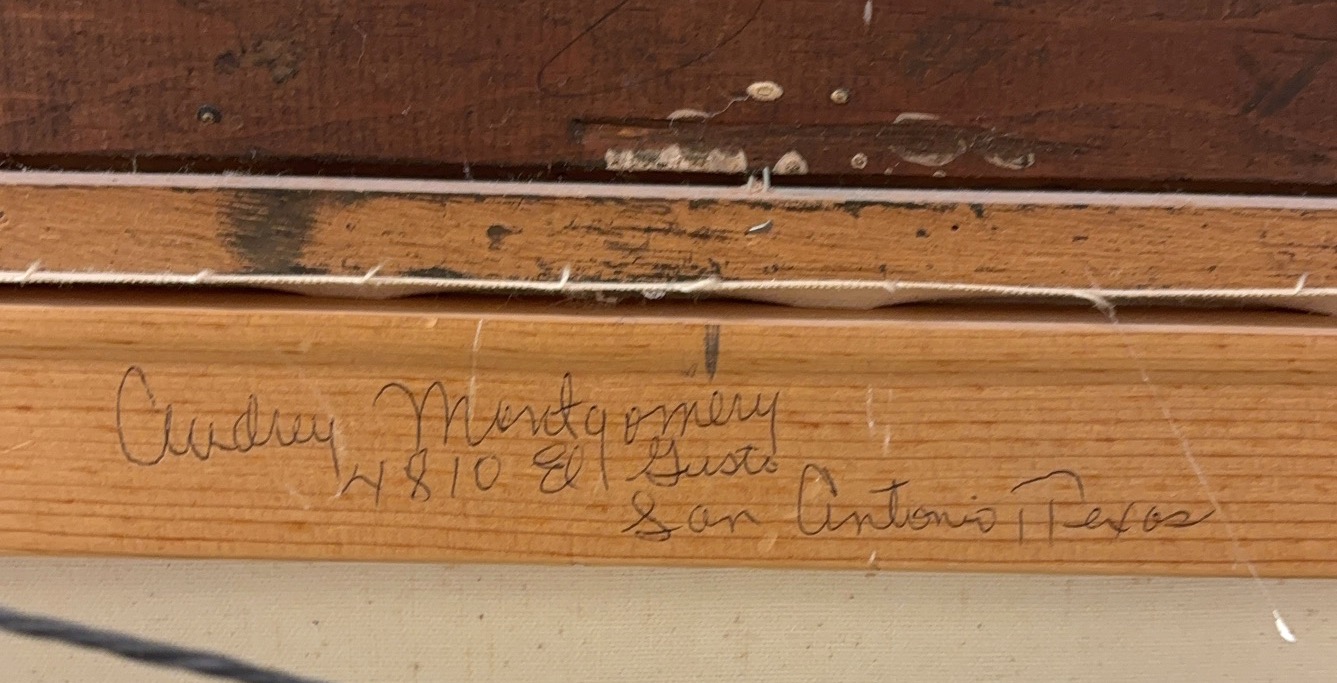 Audrey Montgomery
4810 El Gusto
San Antonio, Texas